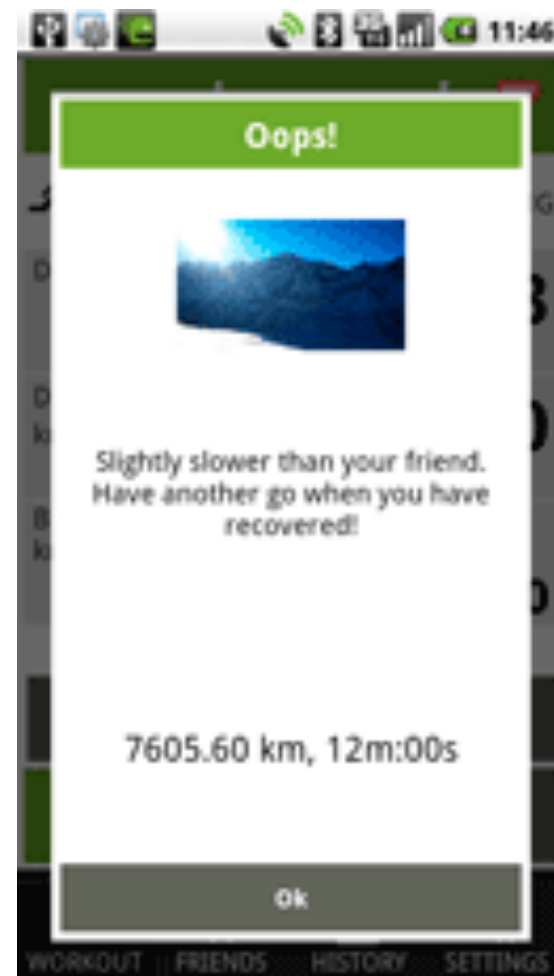 11:46
Oops!
Slightly slower than your friend.
Have another go when you have
recovered!
7605.60 km, 12m:00s
Ok
WORKOUT FRIENDS HISTORY SETTINGS